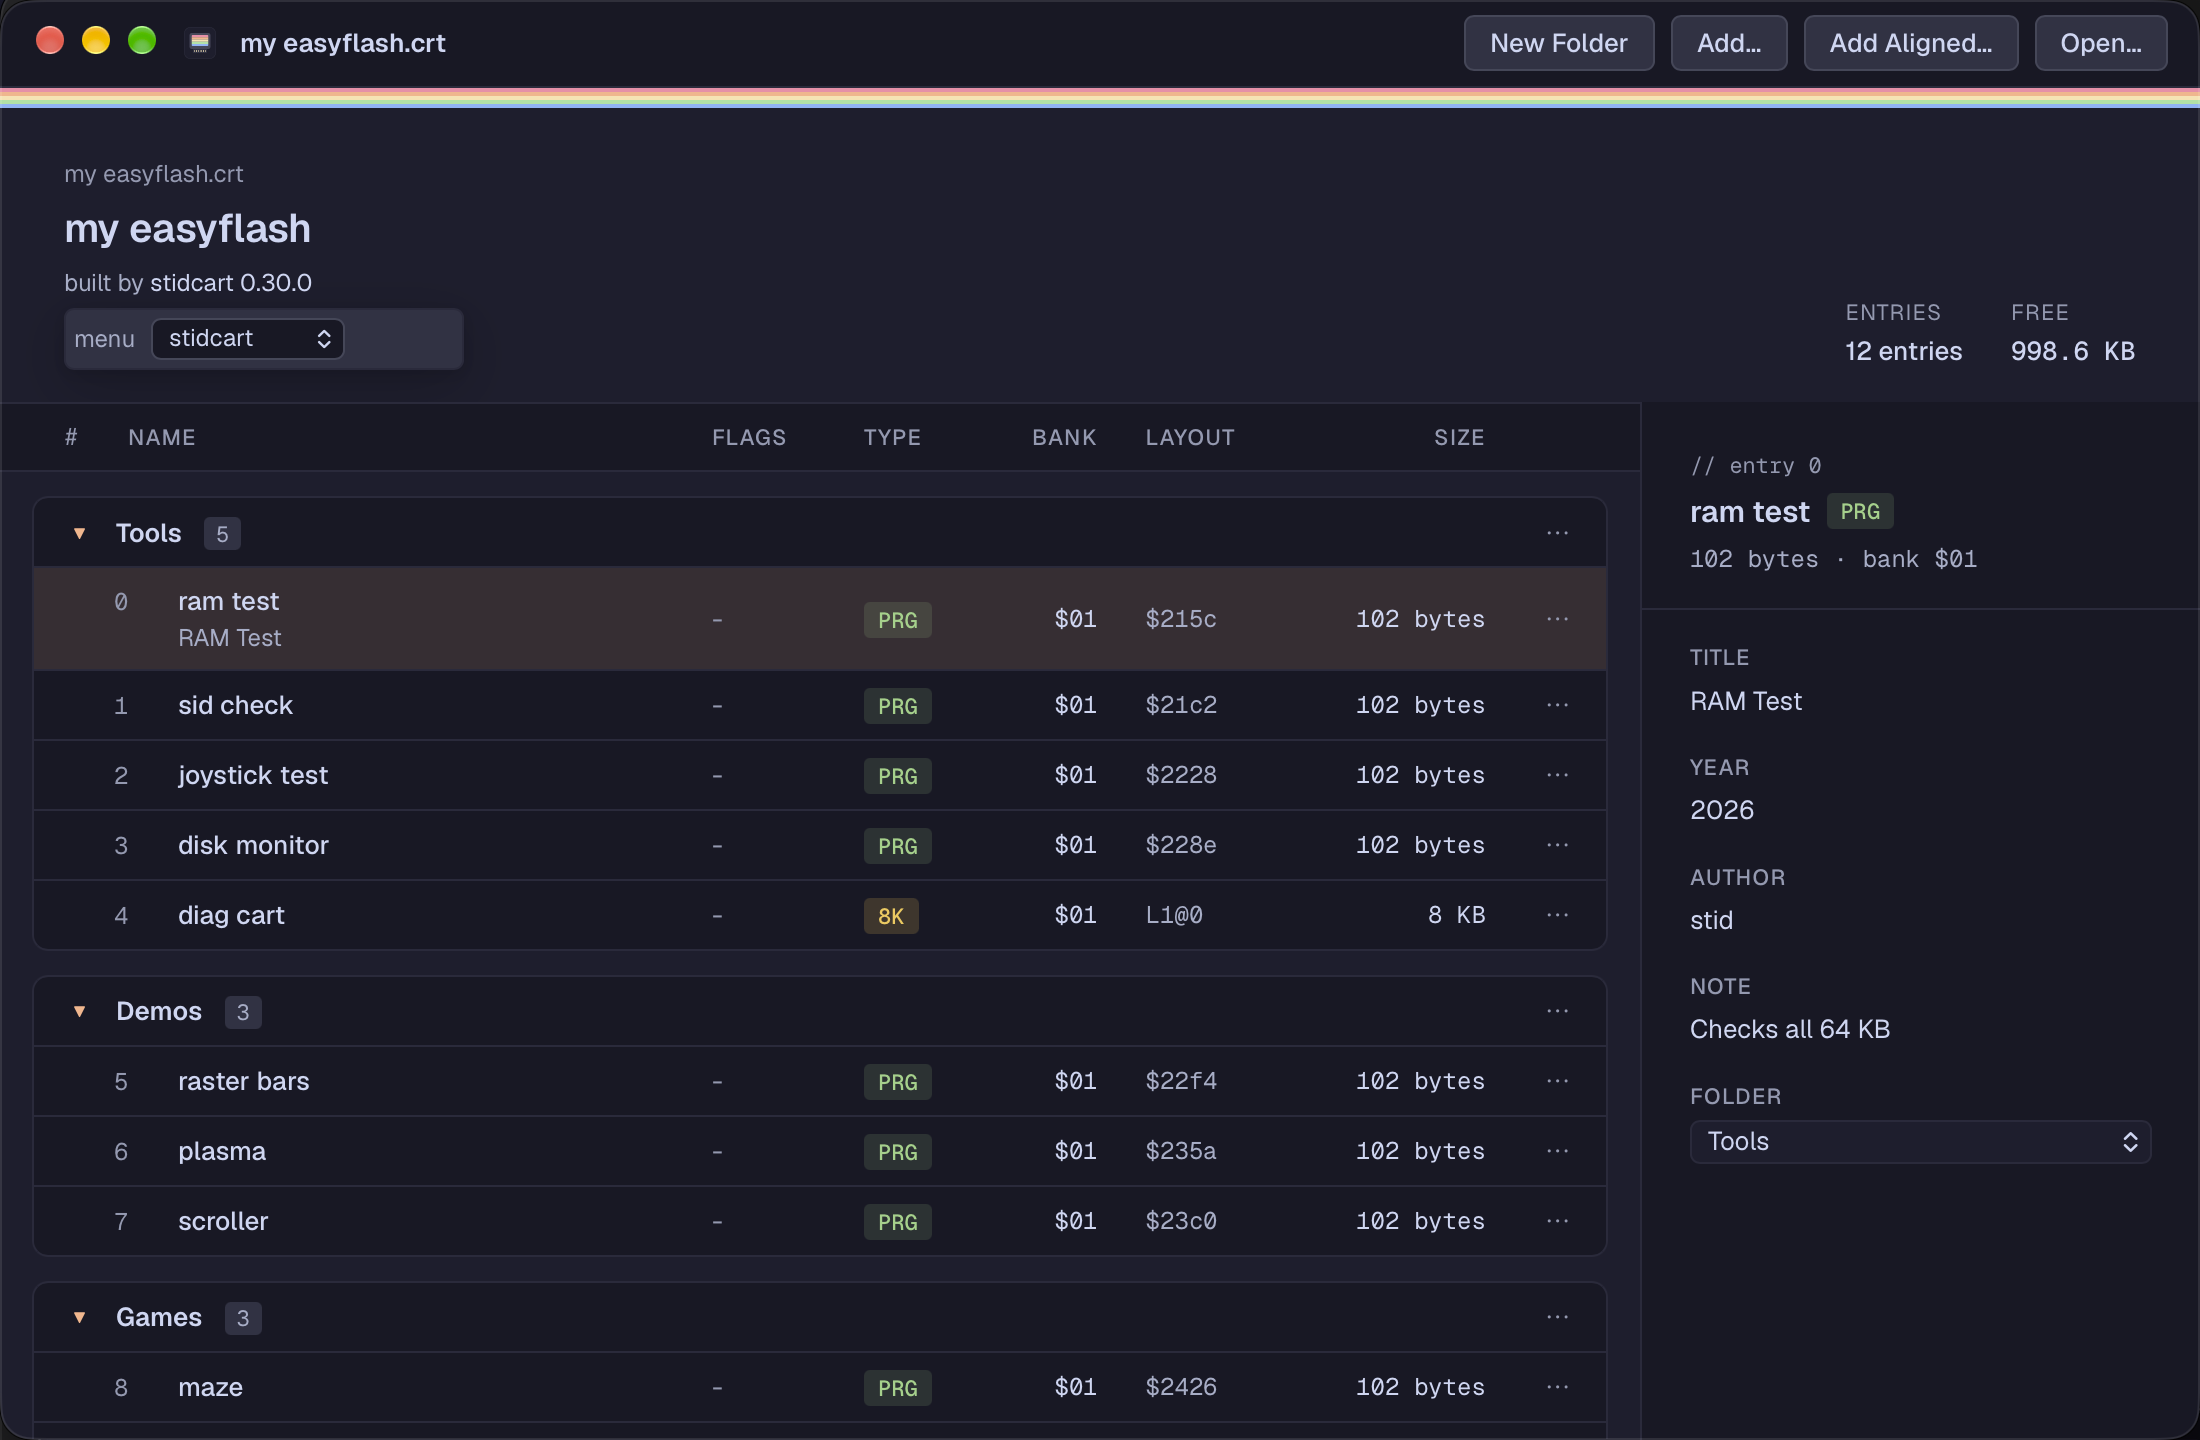 my easyflash.crt
New Folder
Add...
Add Aligned...
Open...
my easyflash.crt
my easyflash
built by stidcart 0.30.0
menu stidcart
ENTRIES FREE
12 entries 998.6 KB
# NAME FLAGS TYPE BANK LAYOUT SIZE
Tools 5 ...
0 ram test - PRG $01 $215c 102 bytes ...
RAM Test
1 sid check - PRG $01 $21c2 102 bytes ...
2 joystick test - PRG $01 $2228 102 bytes ...
3 disk monitor - PRG $01 $228e 102 bytes ...
4 diag cart - 8K $01 L1@0 8 KB ...
Demos 3 ...
5 raster bars - PRG $01 $22f4 102 bytes ...
6 plasma - PRG $01 $235a 102 bytes ...
7 scroller - PRG $01 $23c0 102 bytes ...
Games 3 ...
8 maze - PRG $01 $2426 102 bytes ...
// entry 0
ram test PRG
102 bytes · bank $01
TITLE
RAM Test
YEAR
2026
AUTHOR
stid
NOTE
Checks all 64 KB
FOLDER
Tools